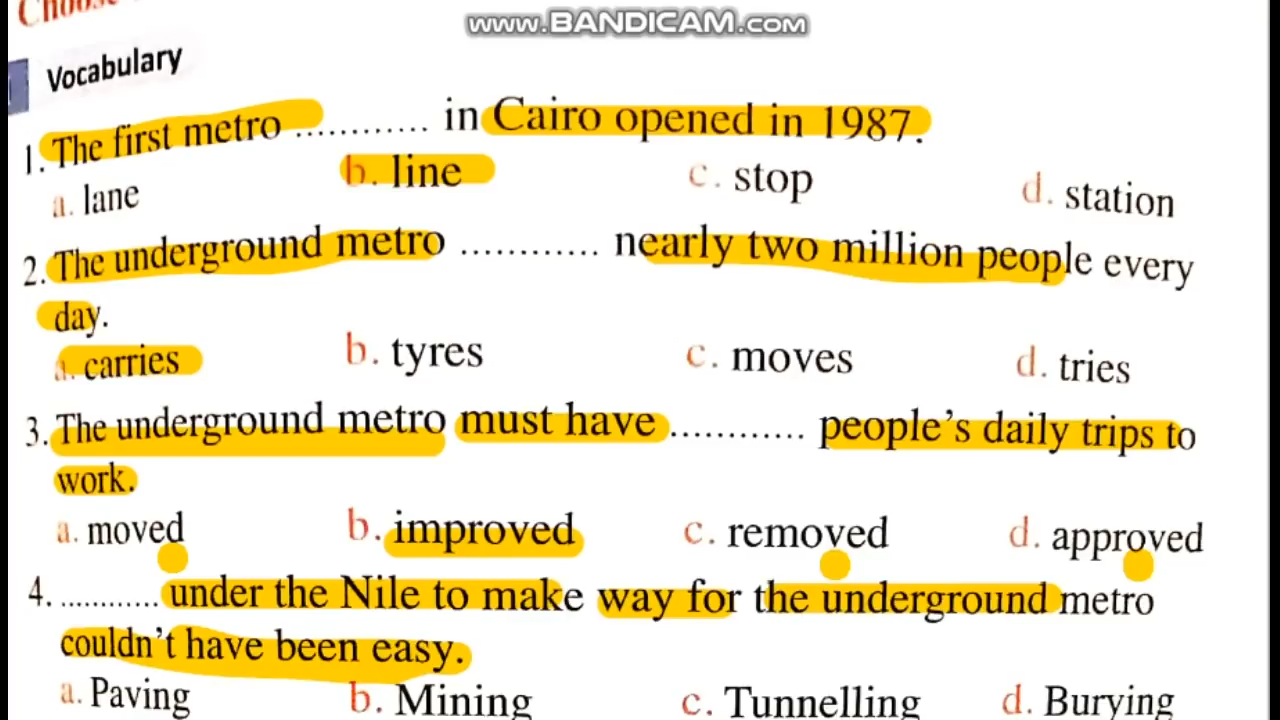 www.BANDICAM.com
Choose
Vocabulary
1. The first metro ............ in Cairo opened in 1987.
a. lane b. line c. stop d. station
2. The underground metro ............ nearly two million people every
day.
a. carries b. tyres c. moves d. tries
3. The underground metro must have ............ people's daily trips to
work.
a. moved b. improved c. removed d. approved
4. ............ under the Nile to make way for the underground metro
couldn't have been easy.
a. Paving b. Mining c. Tunnelling d. Burying